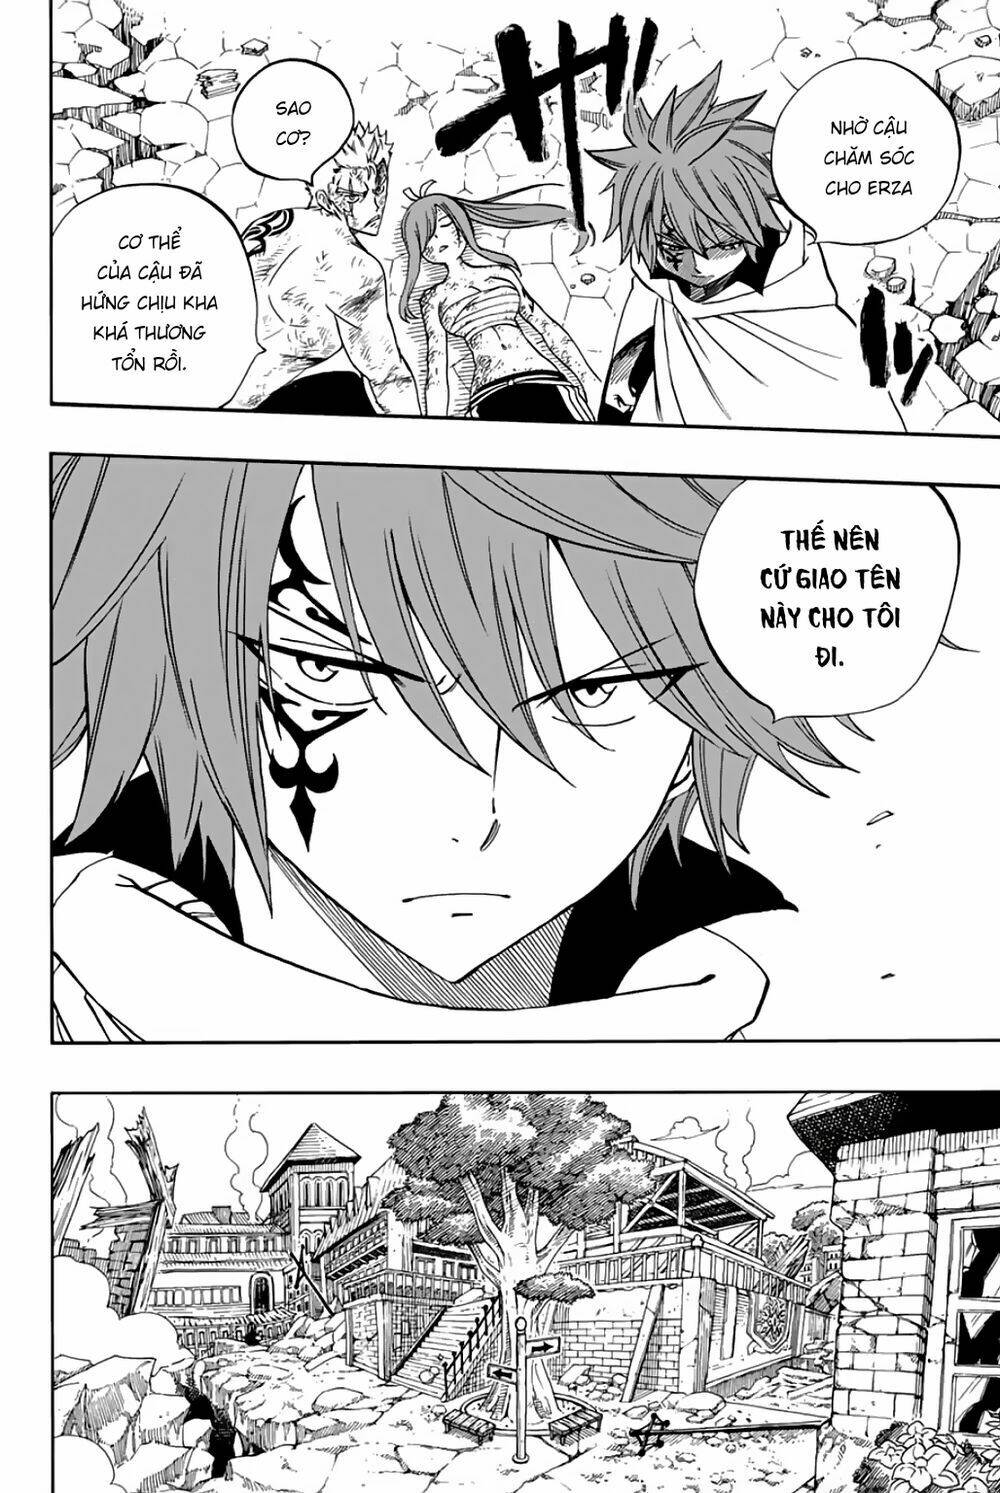 NHỜ CẬU
CHĂM SÓC
CHO ERZA
SAO
CƠ?
CƠ THỂ
CỦA CẬU ĐÃ
HỨNG CHỊU KHA
KHÁ THƯƠNG
TỔN RỒI.
THẾ NÊN
CỨ GIAO TÊN
NÀY CHO TÔI
ĐI.